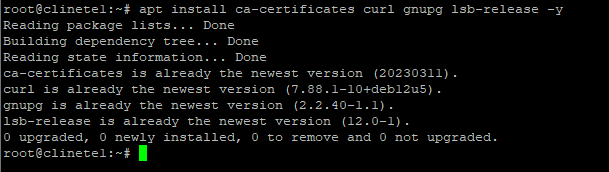 root@clinetel:~# apt install ca-certificates curl gnupg lsb-release -y
Reading package lists... Done
Building dependency tree... Done
Reading state information... Done
ca-certificates is already the newest version (20230311).
curl is already the newest version (7.88.1-10+deb12u5).
gnupg is already the newest version (2.2.40-1.1).
lsb-release is already the newest version (12.0-1).
0 upgraded, 0 newly installed, 0 to remove and 0 not upgraded.
root@clinetel:~#